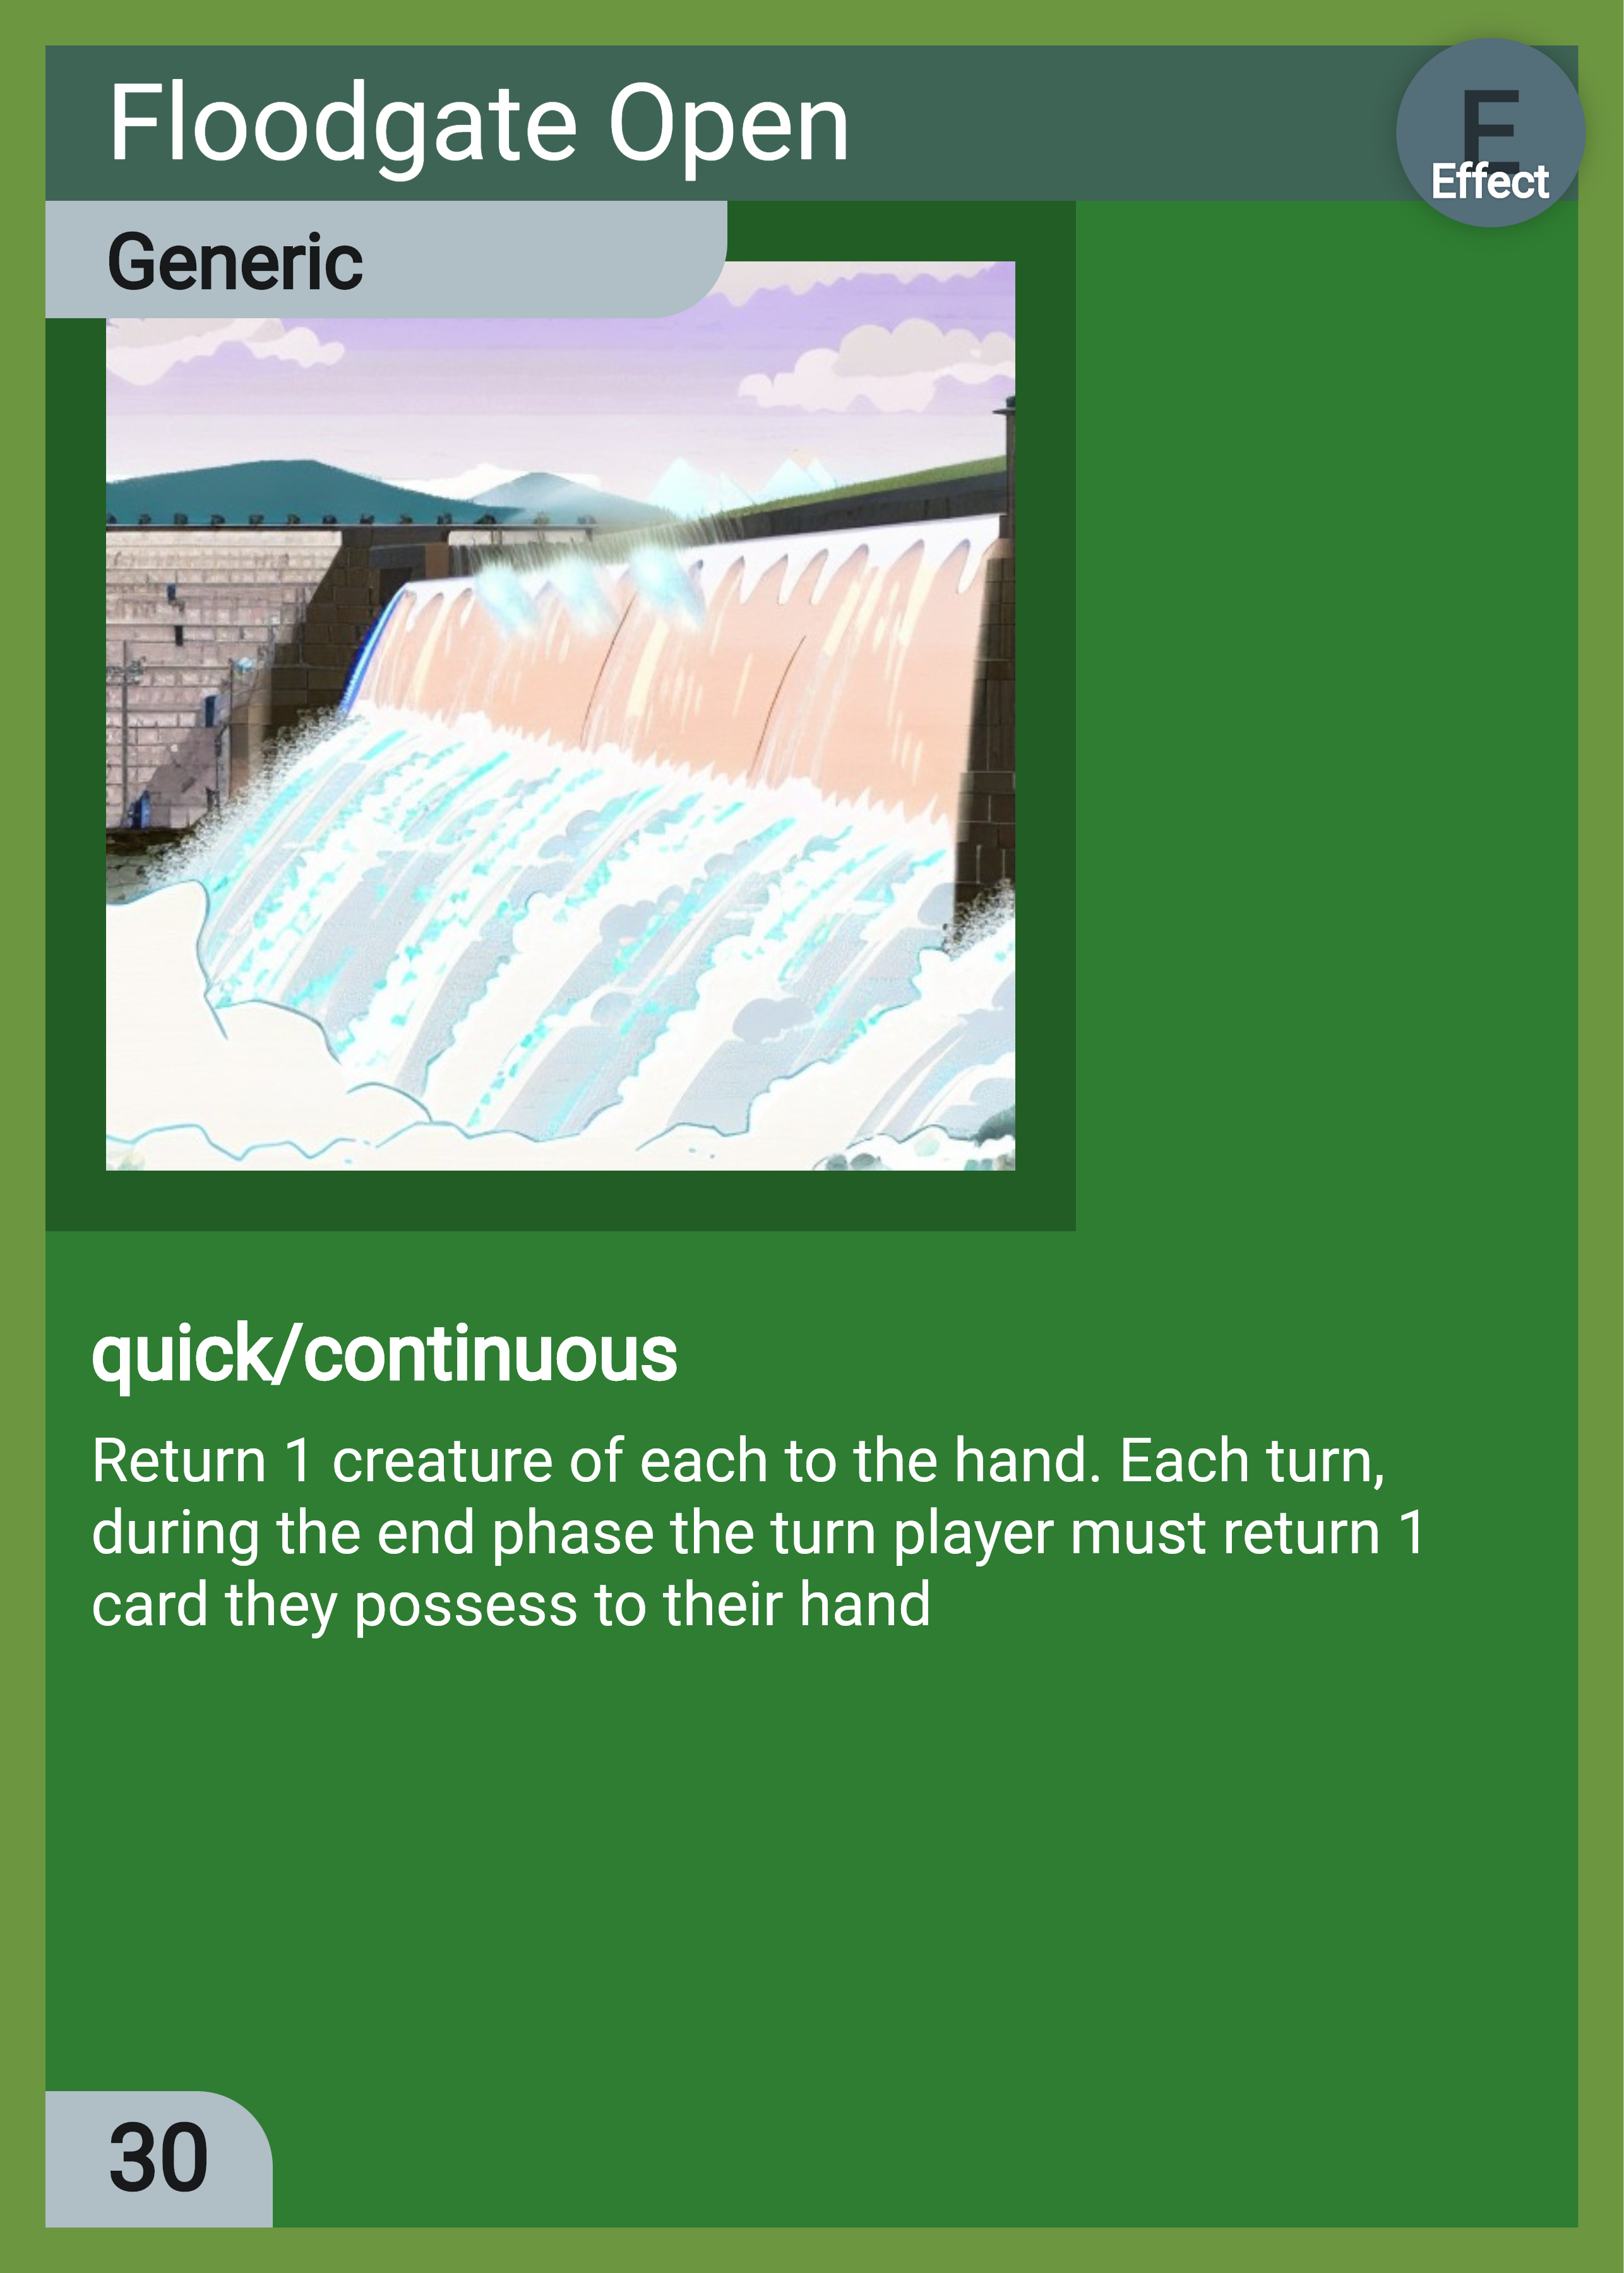 Floodgate Open
E
Effect
Generic
quick/continuous
Return 1 creature of each to the hand. Each turn,
during the end phase the turn player must return 1
card they possess to their hand
30